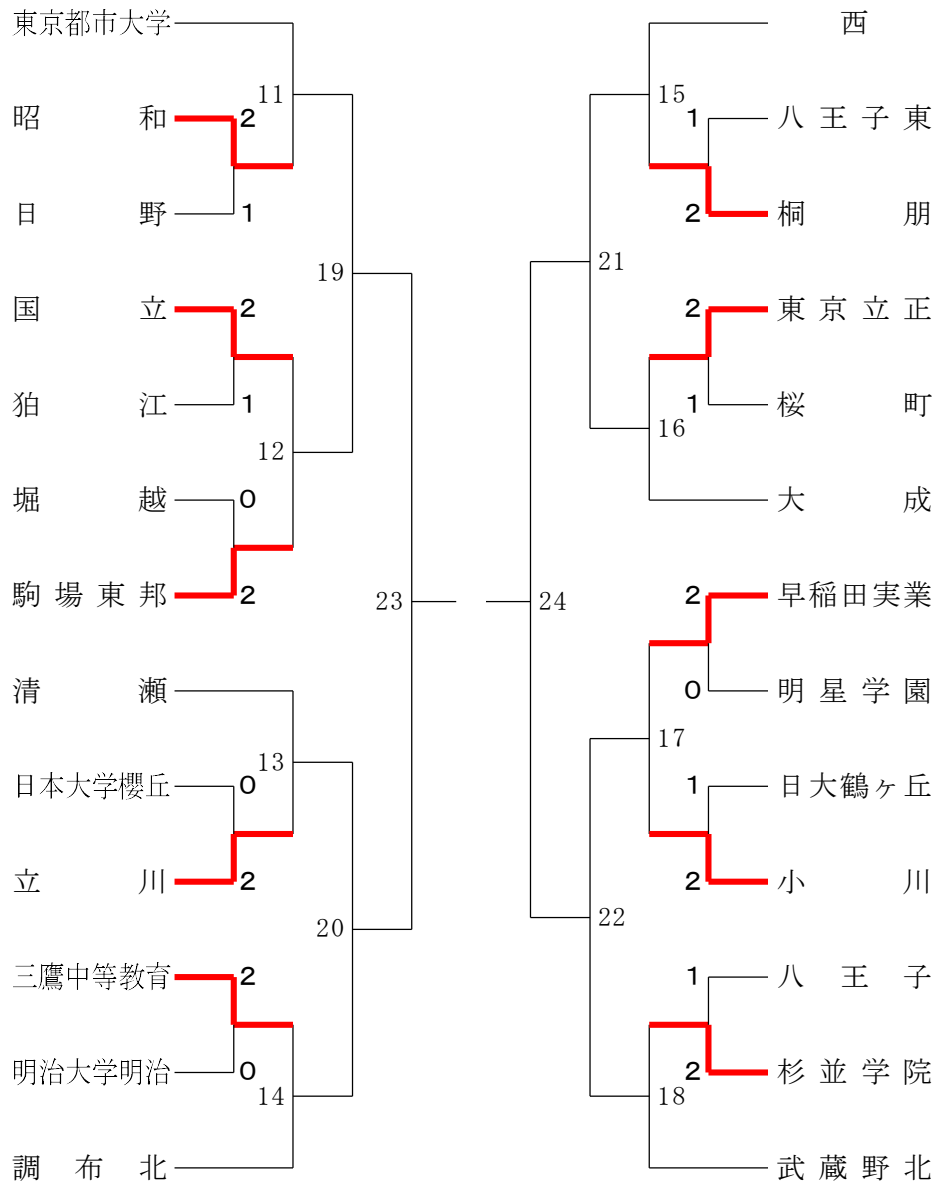 東京都市大学
11
昭和 2
日野 1
19
国立 2
狛江 1
12
堀越 0
駒場東邦 2
23
清瀬
13
日本大学櫻丘 0
立川 2
20
三鷹中等教育 2
明治大学明治 0
14
調布北
西
15
1 八王子東
2 桐朋
21
2 東京立正
1 桜町
16
大成
24
2 早稲田実業
0 明星学園
17
1 日大鶴ヶ丘
2 小川
22
1 八王子
2 杉並学院
18
武蔵野北